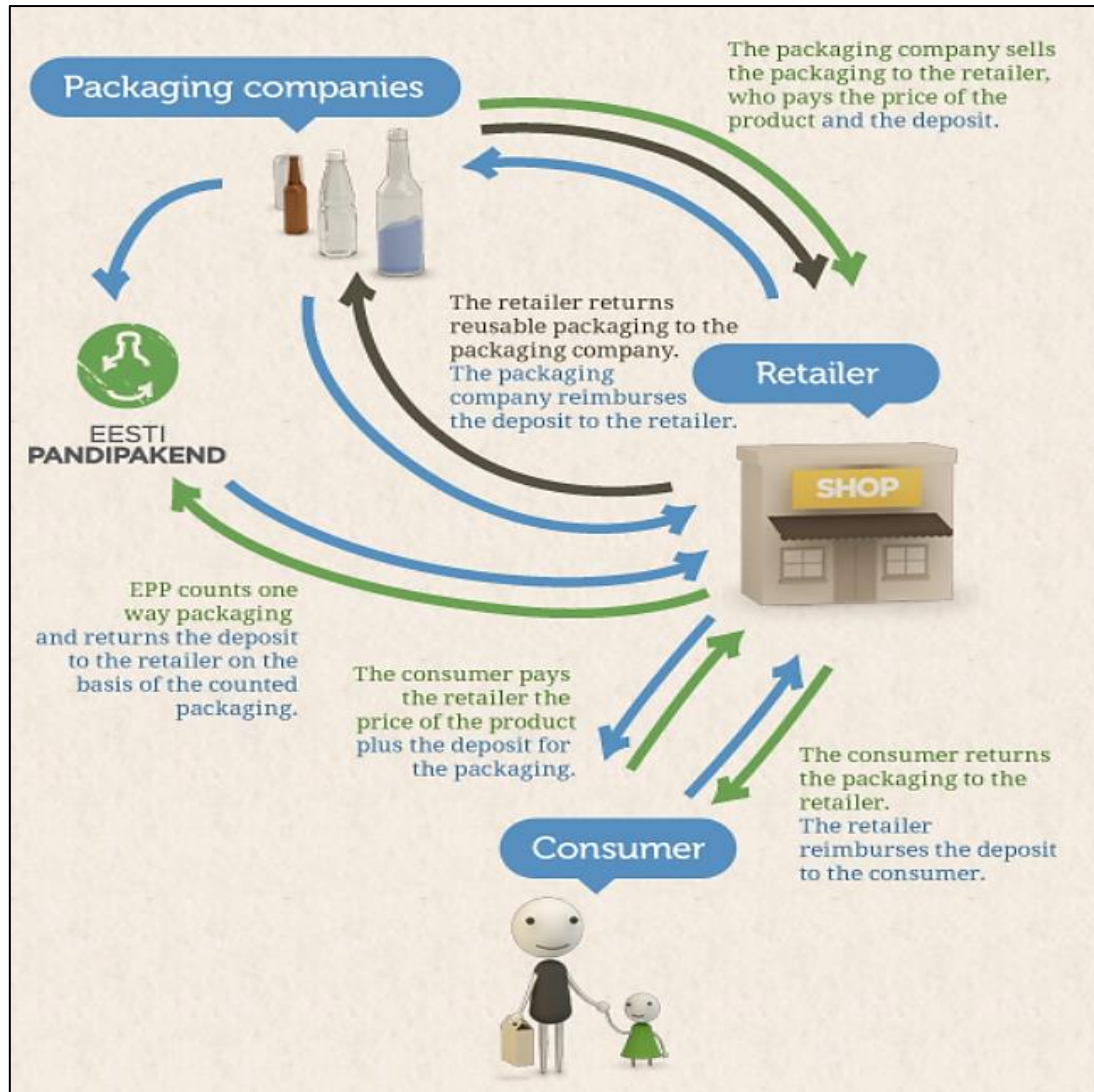 Packaging companies
The packaging company sells
the packaging to the retailer,
who pays the price of the
product and the deposit.
The retailer returns
reusable packaging to the
packaging company.
The packaging
company reimburses
the deposit to the retailer.
Retailer
SHOP
EESTI
PANDIPAKEND
EPP counts one
way packaging
and returns the deposit
to the retailer on the
basis of the counted
packaging.
The consumer pays
the retailer the
price of the product
plus the deposit for
the packaging.
The consumer returns
the packaging to the
retailer.
The retailer
reimburses the deposit
to the consumer.
Consumer